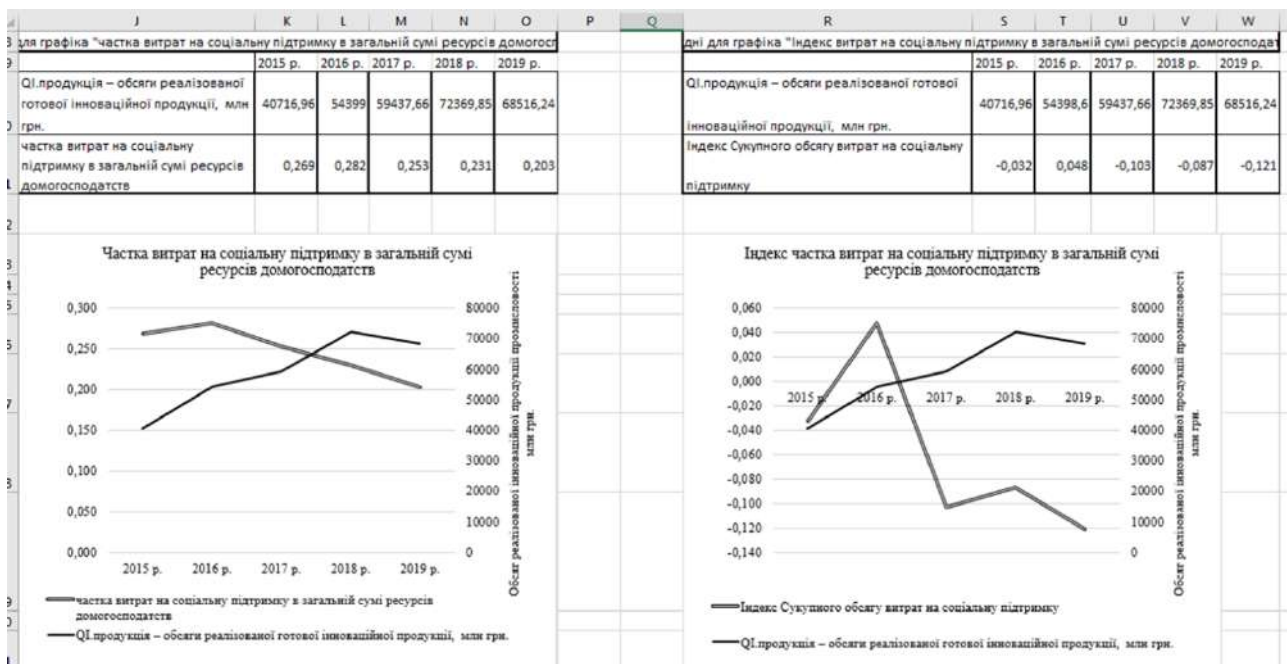 J K L M N O P Q R S T U V W
для графіка "частка витрат на соціальну підтримку в загальній сумі ресурсів домогосп
дні для графіка "Індекс витрат на соціальну підтримку в загальній сумі ресурсів домогосподат
2015 р. 2016 р. 2017 р. 2018 р. 2019 р.
2015 р. 2016 р. 2017 р. 2018 р. 2019 р.
QI.продукція – обсяги реалізованої
готової інноваційної продукції, млн
грн.
40716,96 54399 59437,66 72369,85 68516,24
QI.продукція – обсяги реалізованої готової
інноваційної продукції, млн грн.
40716,96 54398,6 59437,66 72369,85 68516,24
частка витрат на соціальну
підтримку в загальній сумі ресурсів
домогосподатств
0,269 0,282 0,253 0,231 0,203
Індекс Сукупного обсягу витрат на соціальну
підтримку
-0,032 0,048 -0,103 -0,087 -0,121
Частка витрат на соціальну підтримку в загальній сумі
ресурсів домогосподатств
0,300
0,250
0,200
0,150
0,100
0,050
0,000
80000
70000
60000
50000
40000
30000
20000
10000
0
Обсяг реалізованої інноваційної продукції промисловості
млн грн.
2015 р. 2016 р. 2017 р. 2018 р. 2019 р.
частка витрат на соціальну підтримку в загальній сумі ресурсів
домогосподатств
QI.продукція – обсяги реалізованої готової інноваційної продукції, млн грн.
Індекс частка витрат на соціальну підтримку в загальній сумі
ресурсів домогосподатств
0,060
0,040
0,020
0,000
-0,020
-0,040
-0,060
-0,080
-0,100
-0,120
-0,140
2015 р. 2016 р. 2017 р. 2018 р. 2019 р.
80000
70000
60000
50000
40000
30000
20000
10000
0
Обсяг реалізованої інноваційної продукції промисловості
млн грн.
Індекс Сукупного обсягу витрат на соціальну підтримку
QI.продукція – обсяги реалізованої готової інноваційної продукції, млн грн.